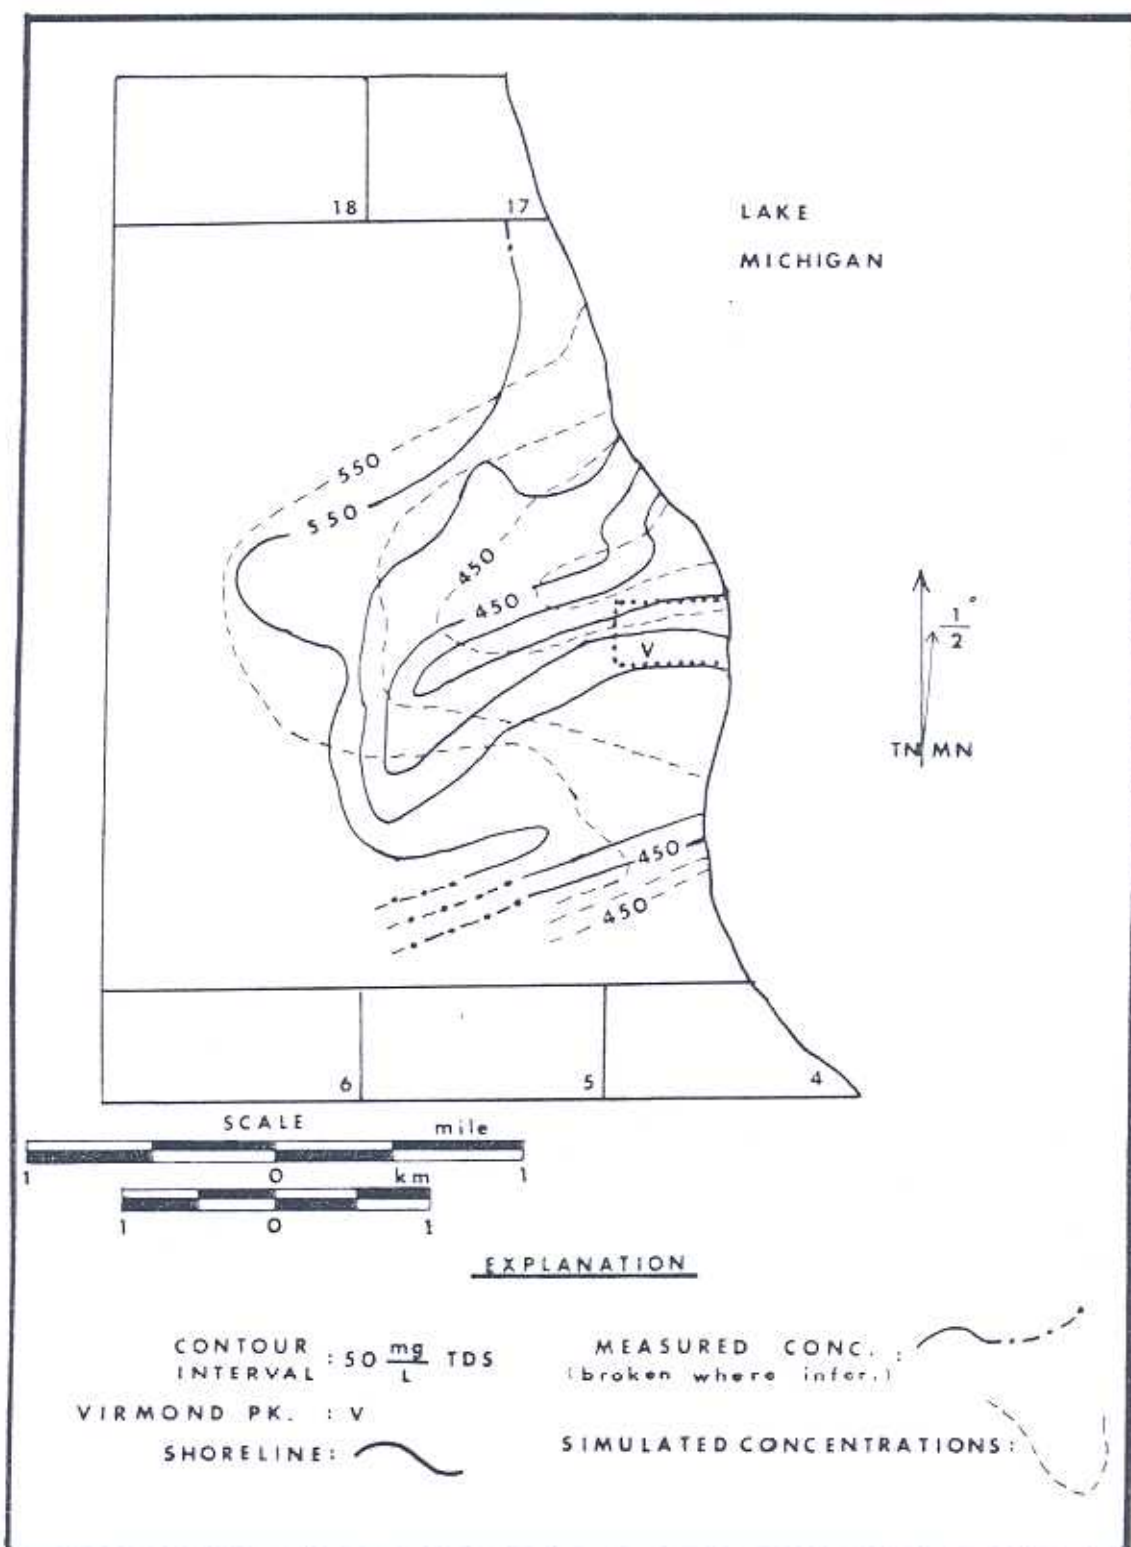 18
17
LAKE
MICHIGAN
550
550
450
450
V
1°
2
TN MN
450
450
6
5
4
SCALE
mile
1
0
km
1
1
0
1
EXPLANATION
CONTOUR
INTERVAL : 50 mg/L TDS
MEASURED CONC. :
(broken where infer.)
VIRMOND PK. : V
SHORELINE:
SIMULATED CONCENTRATIONS: